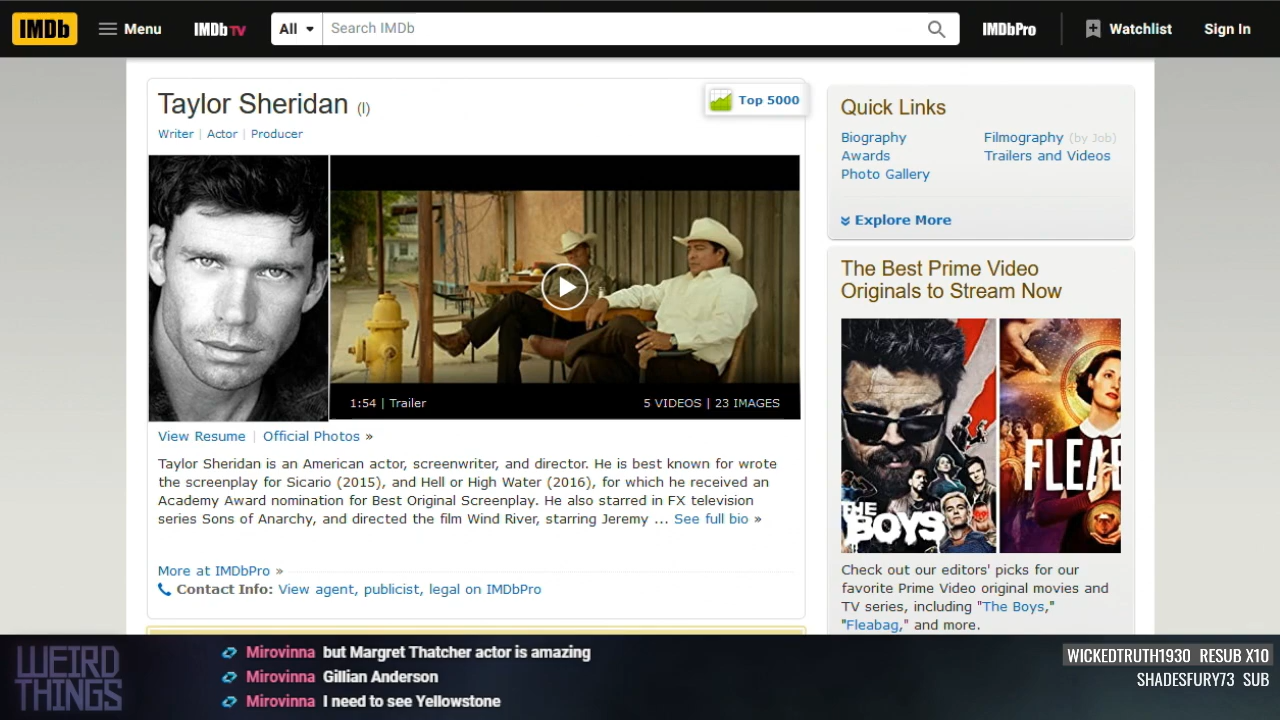 IMDb
Menu
IMDb TV
All
Search IMDb
IMDbPro
Watchlist
Sign In
Taylor Sheridan (I)
Top 5000
Writer | Actor | Producer
1:54 | Trailer
5 VIDEOS | 23 IMAGES
View Resume | Official Photos »
Taylor Sheridan is an American actor, screenwriter, and director. He is best known for wrote
the screenplay for Sicario (2015), and Hell or High Water (2016), for which he received an
Academy Award nomination for Best Original Screenplay. He also starred in FX television
series Sons of Anarchy, and directed the film Wind River, starring Jeremy ... See full bio »
More at IMDbPro »
Contact Info: View agent, publicist, legal on IMDbPro
Quick Links
Biography
Awards
Photo Gallery
Filmography (by Job)
Trailers and Videos
Explore More
The Best Prime Video
Originals to Stream Now
THE
BOYS
FLEAB
Check out our editors' picks for our
favorite Prime Video original movies and
TV series, including "The Boys,"
"Fleabag," and more.
WEIRD
THINGS
Mirovinna but Margret Thatcher actor is amazing
Mirovinna Gillian Anderson
Mirovinna I need to see Yellowstone
WICKEDTRUTH1930 RESUB X10
SHADESFURY73 SUB